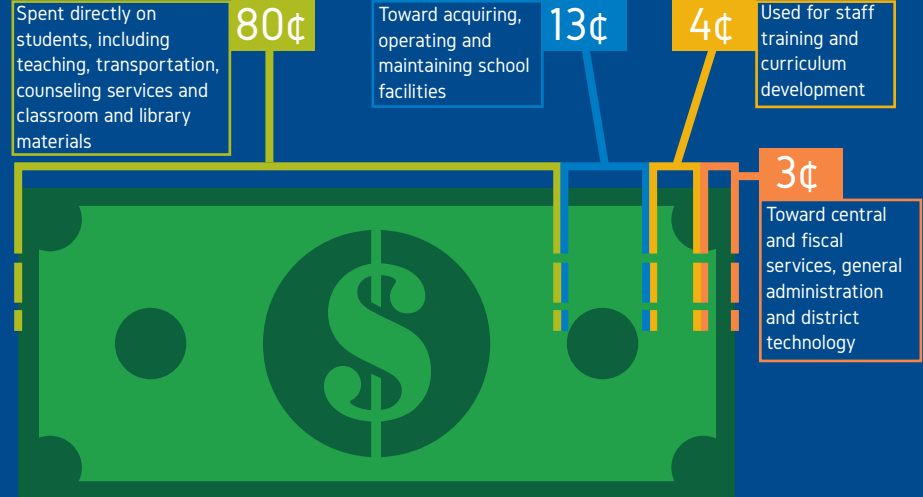 Spent directly on
students, including
teaching, transportation,
counseling services and
classroom and library
materials
80¢
Toward acquiring,
operating and
maintaining school
facilities
13¢
4¢
Used for staff
training and
curriculum
development
3¢
Toward central
and fiscal
services, general
administration
and district
technology
$